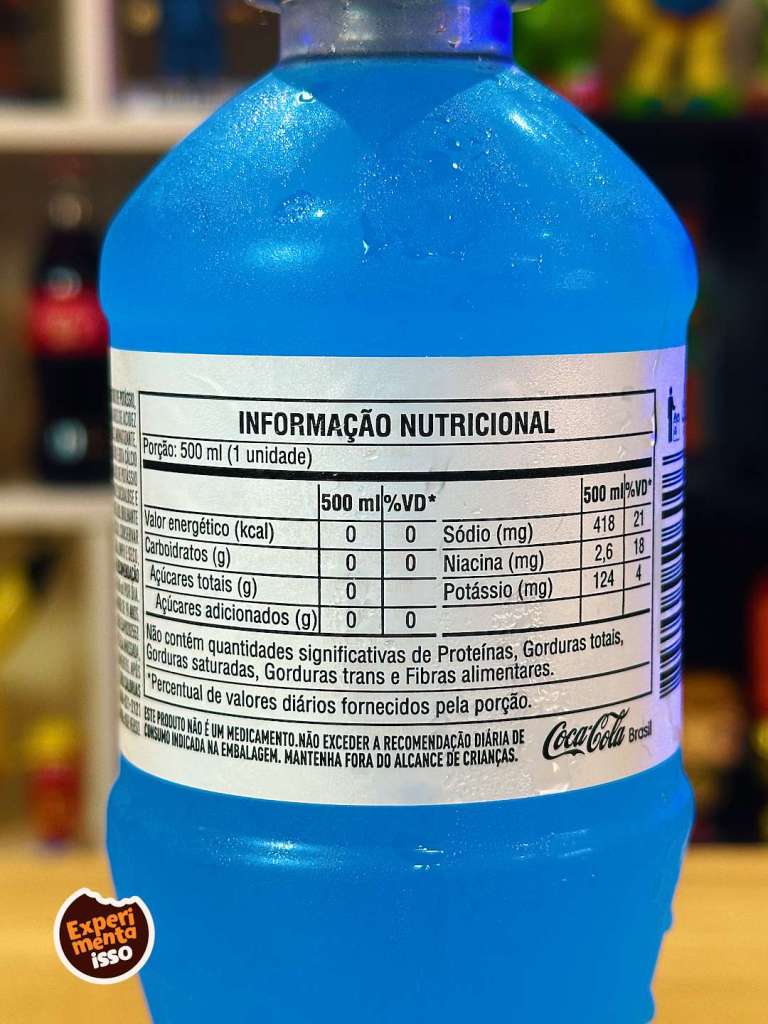 INFORMAÇÃO NUTRICIONAL
Porção: 500 ml (1 unidade)
500 ml %VD* 500 ml %VD*
Valor energético (kcal) 0 0 Sódio (mg) 418 21
Carboidratos (g) 0 0 Niacina (mg) 2,6 18
Açúcares totais (g) 0 Potássio (mg) 124 4
Açúcares adicionados (g) 0 0
Não contém quantidades significativas de Proteínas, Gorduras totais,
Gorduras saturadas, Gorduras trans e Fibras alimentares.
*Percentual de valores diários fornecidos pela porção.
ESTE PRODUTO NÃO É UM MEDICAMENTO.NÃO EXCEDER A RECOMENDAÇÃO DIÁRIA DE
CONSUMO INDICADA NA EMBALAGEM. MANTENHA FORA DO ALCANCE DE CRIANÇAS.
Coca-Cola Brasil
Experi
menta
isso